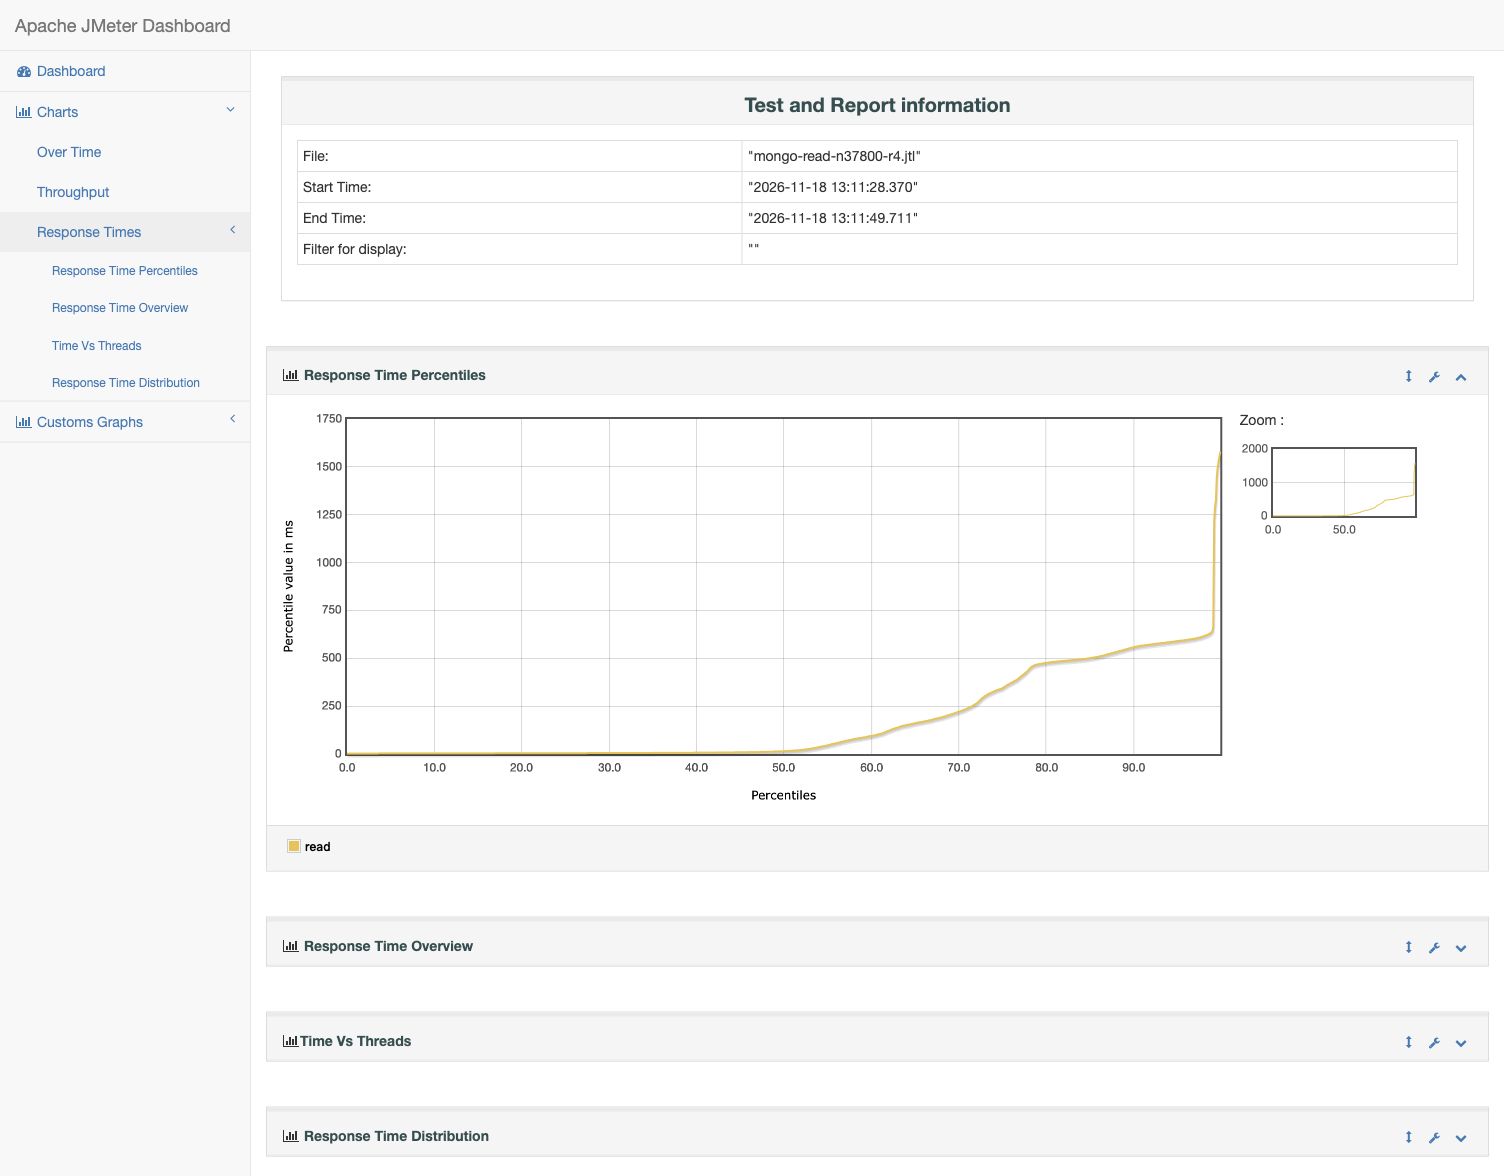 Apache JMeter Dashboard
Dashboard
Charts
Over Time
Throughput
Response Times
Response Time Percentiles
Response Time Overview
Time Vs Threads
Response Time Distribution
Customs Graphs
Test and Report information
File: "mongo-read-n37800-r4.jtl"
Start Time: "2026-11-18 13:11:28.370"
End Time: "2026-11-18 13:11:49.711"
Filter for display: ""
Response Time Percentiles
Percentile value in ms
1750
1500
1250
1000
750
500
250
0
0.0 10.0 20.0 30.0 40.0 50.0 60.0 70.0 80.0 90.0
Percentiles
Zoom :
2000
1000
0
0.0 50.0
read
Response Time Overview
Time Vs Threads
Response Time Distribution